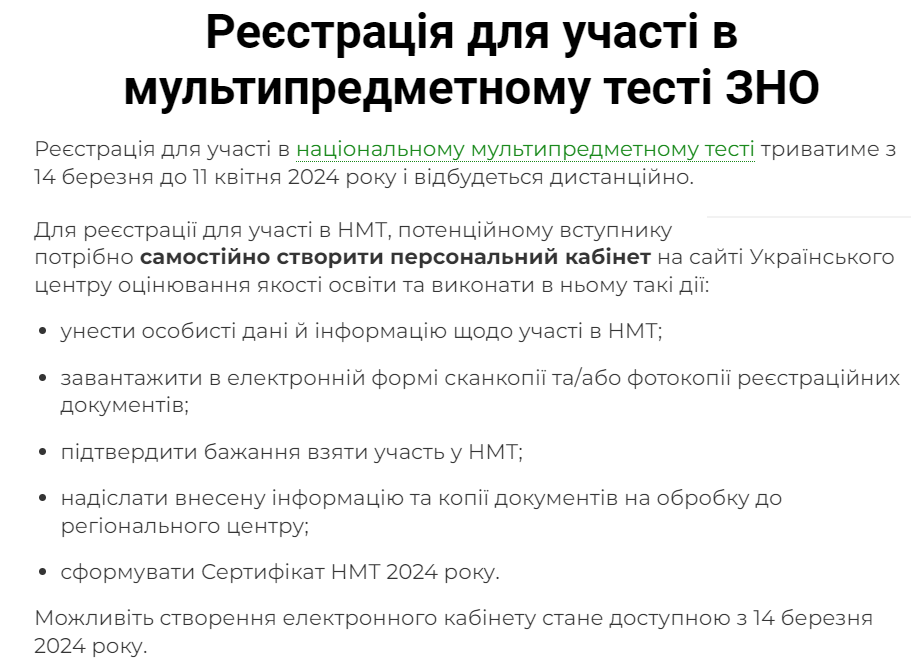 Реєстрація для участі в
мультипредметному тесті ЗНО
Реєстрація для участі в національному мультипредметному тесті триватиме з
14 березня до 11 квітня 2024 року і відбудеться дистанційно.
Для реєстрації для участі в НМТ, потенційному вступнику
потрібно самостійно створити персональний кабінет на сайті Українського
центру оцінювання якості освіти та виконати в ньому такі дії:
• унести особисті дані й інформацію щодо участі в НМТ;
• завантажити в електронній формі сканкопії та/або фотокопії реєстраційних
документів;
• підтвердити бажання взяти участь у НМТ;
• надіслати внесену інформацію та копії документів на обробку до
регіонального центру;
• сформувати Сертифікат НМТ 2024 року.
Можливіть створення електронного кабінету стане доступною з 14 березня
2024 року.